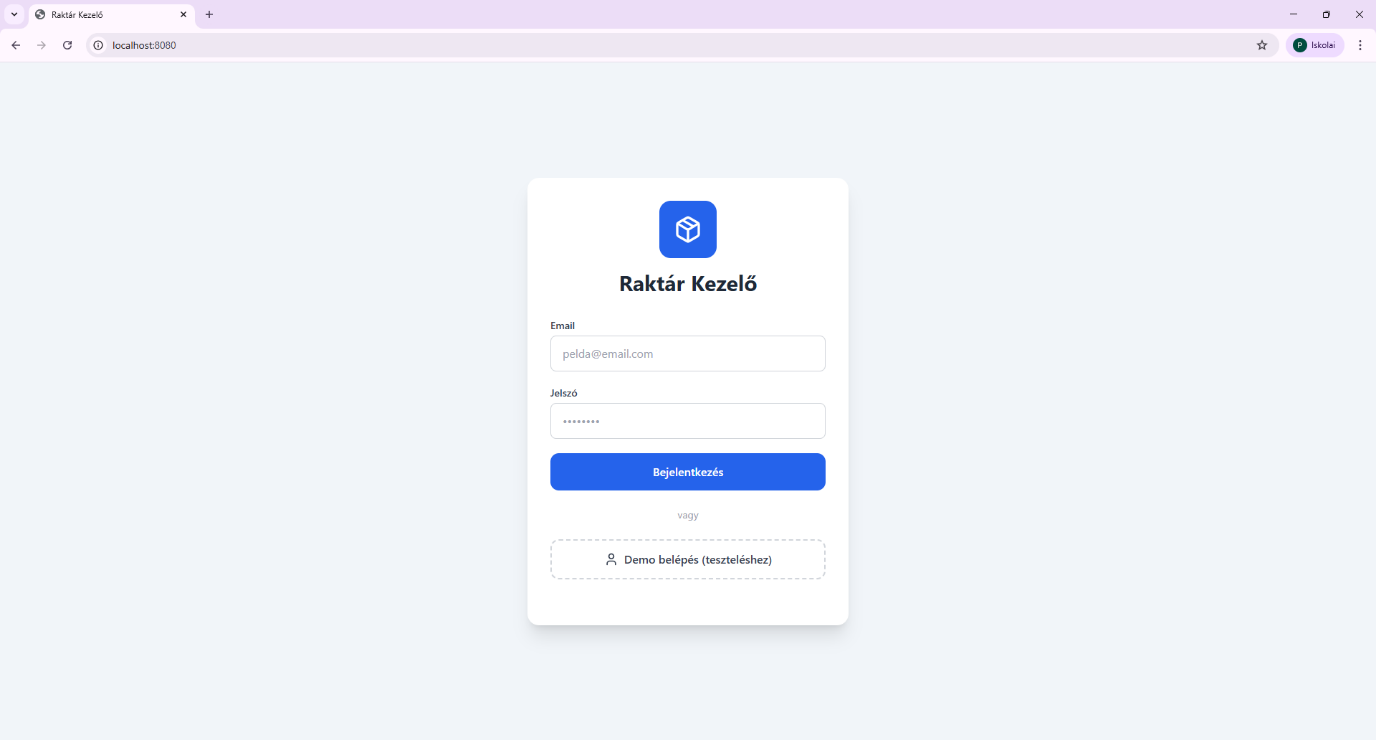 Raktár Kezelő
localhost:8080
P Iskolai
Raktár Kezelő
Email
pelda@email.com
Jelszó
••••••••
Bejelentkezés
vagy
Demo belépés (teszteléshez)